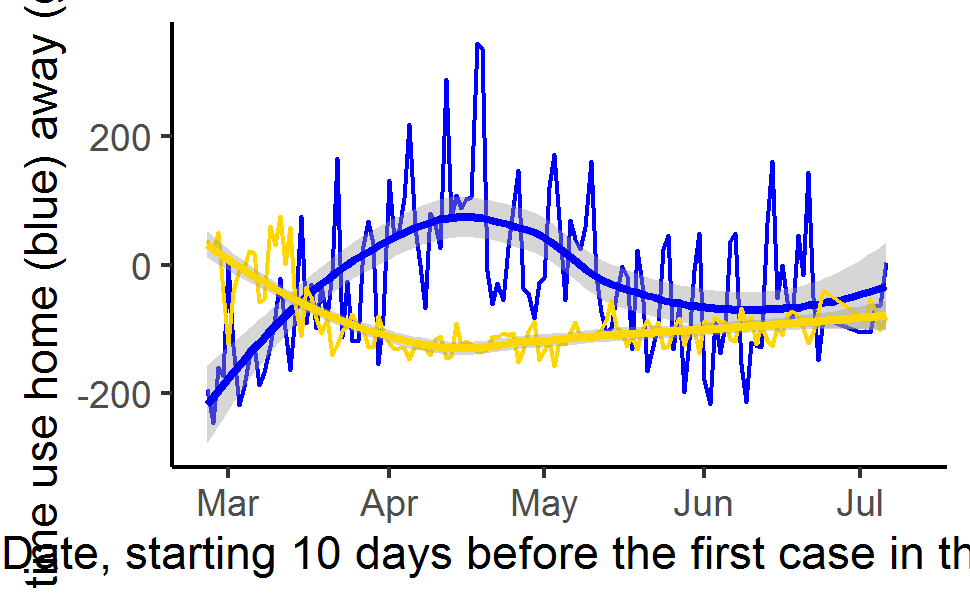 time use home (blue) away (
200
0
-200
Mar Apr May Jun Jul
Date, starting 10 days before the first case in th